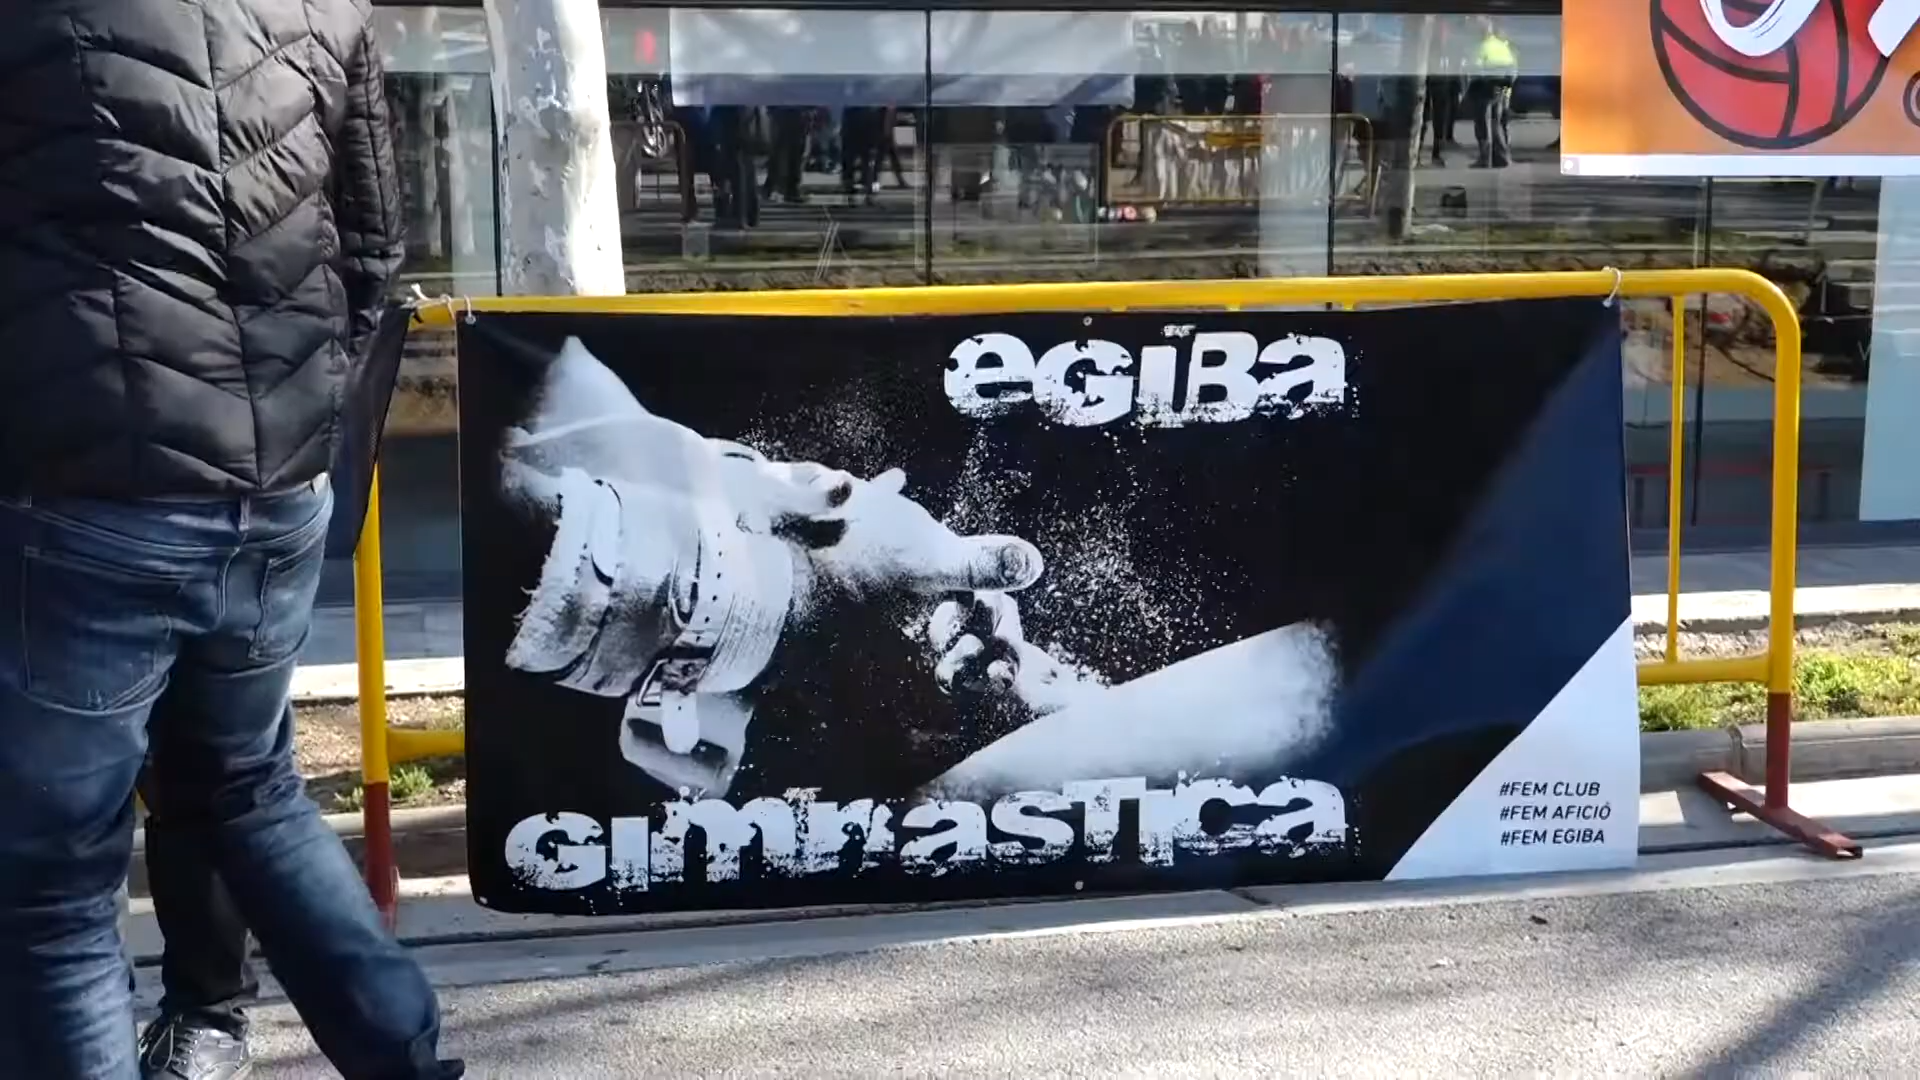 EGIBA
GIMNASTICA
#FEM CLUB
#FEM AFICIÓ
#FEM EGIBA